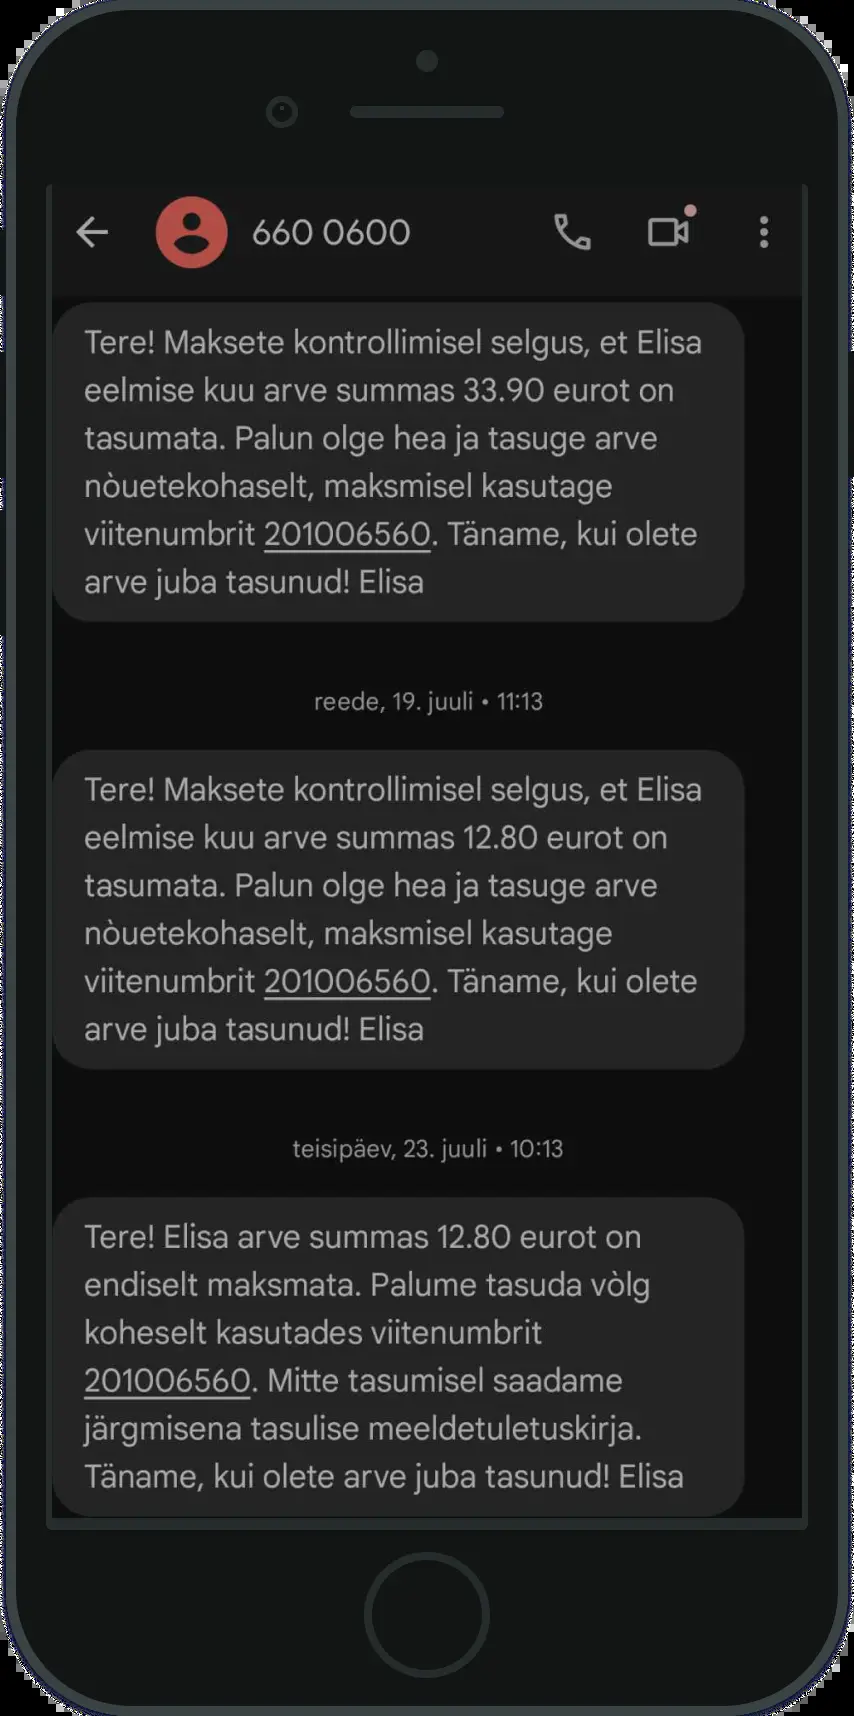 660 0600
Tere! Maksete kontrollimisel selgus, et Elisa
eelmise kuu arve summas 33.90 eurot on
tasumata. Palun olge hea ja tasuge arve
nòuetekohaselt, maksmisel kasutage
viitenumbrit 201006560. Täname, kui olete
arve juba tasunud! Elisa
reede, 19. juuli • 11:13
Tere! Maksete kontrollimisel selgus, et Elisa
eelmise kuu arve summas 12.80 eurot on
tasumata. Palun olge hea ja tasuge arve
nòuetekohaselt, maksmisel kasutage
viitenumbrit 201006560. Täname, kui olete
arve juba tasunud! Elisa
teisipäev, 23. juuli • 10:13
Tere! Elisa arve summas 12.80 eurot on
endiselt maksmata. Palume tasuda vòlg
koheselt kasutades viitenumbrit
201006560. Mitte tasumisel saadame
järgmisena tasulise meeldetuletuskirja.
Täname, kui olete arve juba tasunud! Elisa